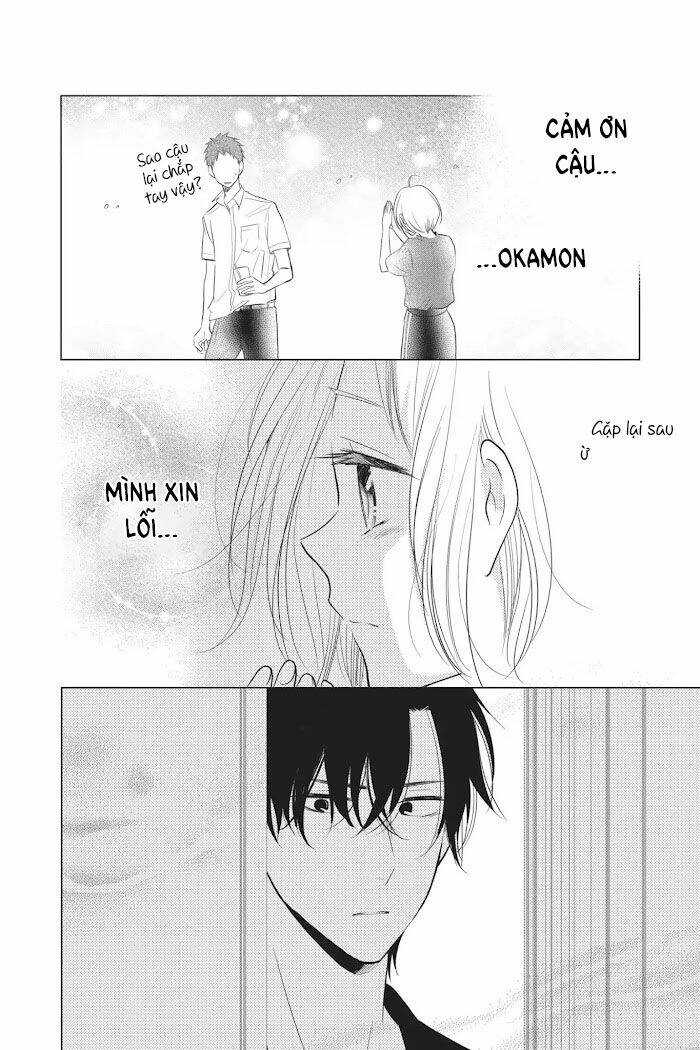 CẢM ƠN
CẬU...
Sao cậu
lại chắp
tay vậy?
...OKAMON
Gặp lại sau
Ừ
MÌNH XIN
LỖI...